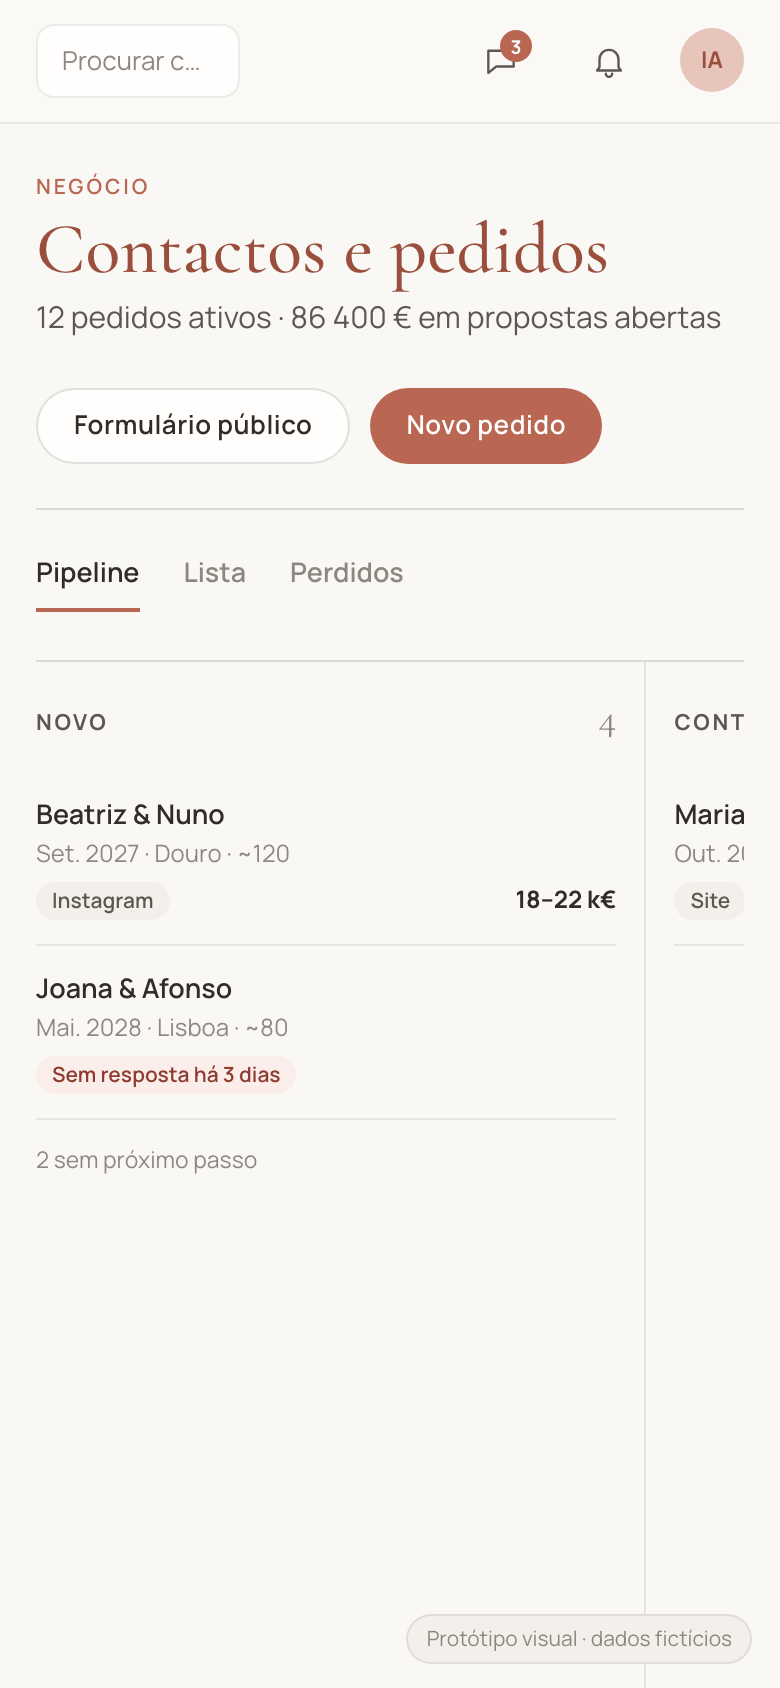 Procurar c...
3
IA
NEGÓCIO
Contactos e pedidos
12 pedidos ativos · 86 400 € em propostas abertas
Formulário público
Novo pedido
Pipeline
Lista
Perdidos
NOVO
4
Beatriz & Nuno
Set. 2027 · Douro · ~120
Instagram
18–22 k€
Joana & Afonso
Mai. 2028 · Lisboa · ~80
Sem resposta há 3 dias
2 sem próximo passo
CONT
Maria
Out. 20
Site
Protótipo visual · dados fictícios